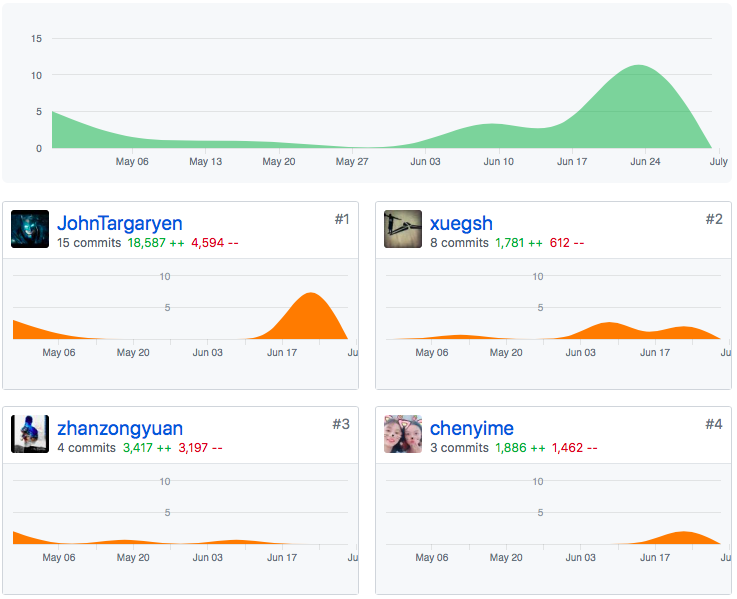 15
10
5
0
May 06 May 13 May 20 May 27 Jun 03 Jun 10 Jun 17 Jun 24 July
JohnTargaryen #1
15 commits 18,587 ++ 4,594 --
10
5
May 06 May 20 Jun 03 Jun 17 Ju
xuegsh #2
8 commits 1,781 ++ 612 --
10
5
May 06 May 20 Jun 03 Jun 17 Ju
zhanzongyuan #3
4 commits 3,417 ++ 3,197 --
10
5
May 06 May 20 Jun 03 Jun 17 Ju
chenyime #4
3 commits 1,886 ++ 1,462 --
10
5
May 06 May 20 Jun 03 Jun 17 Ju